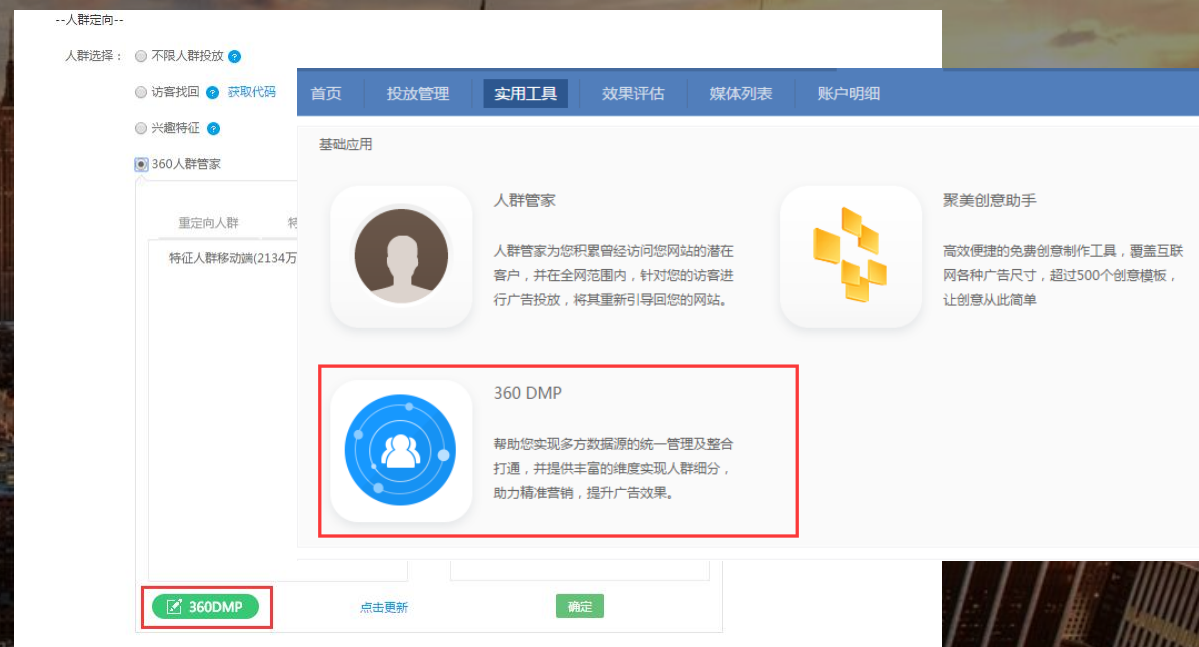 --人群定向--
人群选择： 不限人群投放
访客找回 获取代码
兴趣特征
360人群管家
重定向人群 特
特征人群移动端(2134万
首页 投放管理 实用工具 效果评估 媒体列表 账户明细
基础应用
人群管家
人群管家为您积累曾经访问您网站的潜在
客户，并在全网范围内，针对您的访客进
行广告投放，将其重新引导回您的网站。
聚美创意助手
高效便捷的免费创意制作工具，覆盖互联
网各种广告尺寸，超过500个创意模板，
让创意从此简单
360 DMP
帮助您实现多方数据源的统一管理及整合
打通，并提供丰富的维度实现人群细分，
助力精准营销，提升广告效果。
360DMP 点击更新 确定